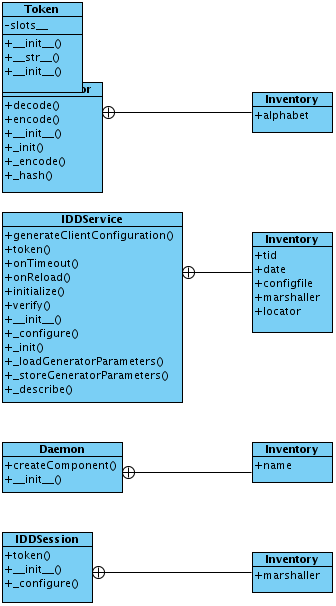 Token
-slots__
+__init__()
+__str__()
+__init__()
or
+decode()
+encode()
+__init__()
+_init()
+_encode()
+_hash()
Inventory
+alphabet
IDDService
+generateClientConfiguration()
+token()
+onTimeout()
+onReload()
+initialize()
+verify()
+__init__()
+_configure()
+_init()
+_loadGeneratorParameters()
+_storeGeneratorParameters()
+_describe()
Inventory
+tid
+date
+configfile
+marshaller
+locator
Daemon
+createComponent()
+__init__()
Inventory
+name
IDDSession
+token()
+__init__()
+_configure()
Inventory
+marshaller